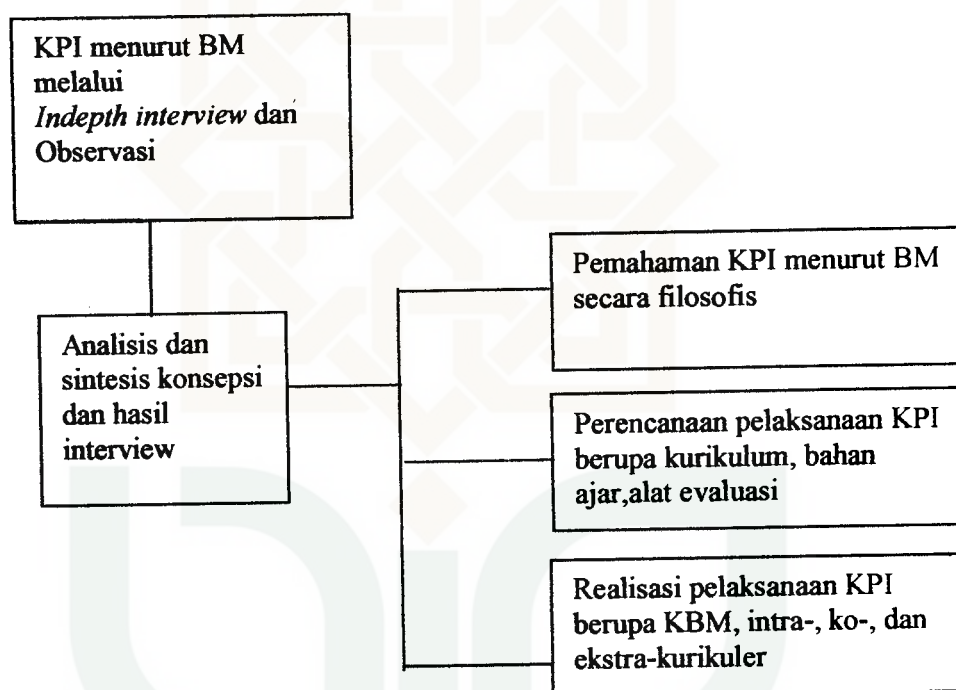 KPI menurut BM
melalui
Indepth interview dan
Observasi
Analisis dan
sintesis konsepsi
dan hasil
interview
Pemahaman KPI menurut BM
secara filosofis
Perencanaan pelaksanaan KPI
berupa kurikulum, bahan
ajar,alat evaluasi
Realisasi pelaksanaan KPI
berupa KBM, intra-, ko-, dan
ekstra-kurikuler